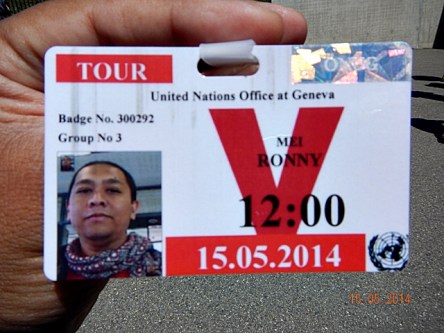 TOUR
United Nations Office at Geneva
Badge No. 300292
Group No 3
V
MEI
RONNY
12:00
15.05.2014
15 05 2014